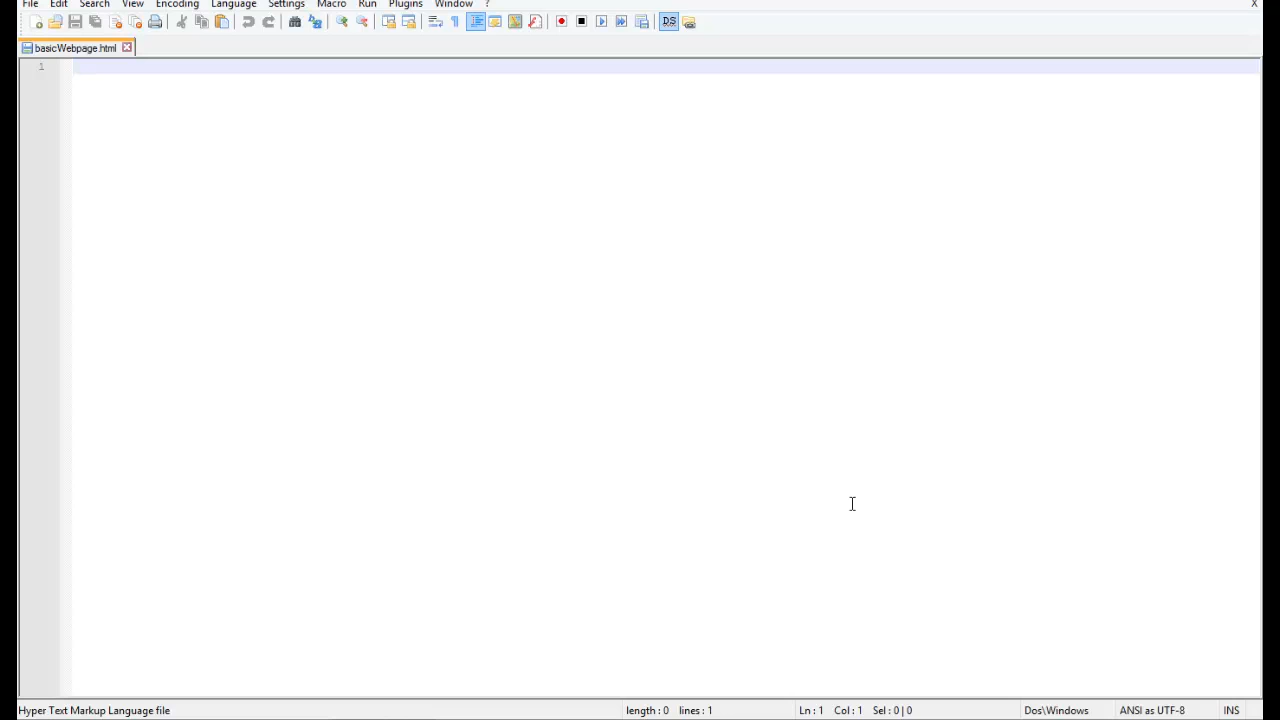 File Edit Search View Encoding Language Settings Macro Run Plugins Window ? X
DS
basicWebpage.html
1
Hyper Text Markup Language file length : 0 lines : 1 Ln : 1 Col : 1 Sel : 0 | 0 Dos\Windows ANSI as UTF-8 INS